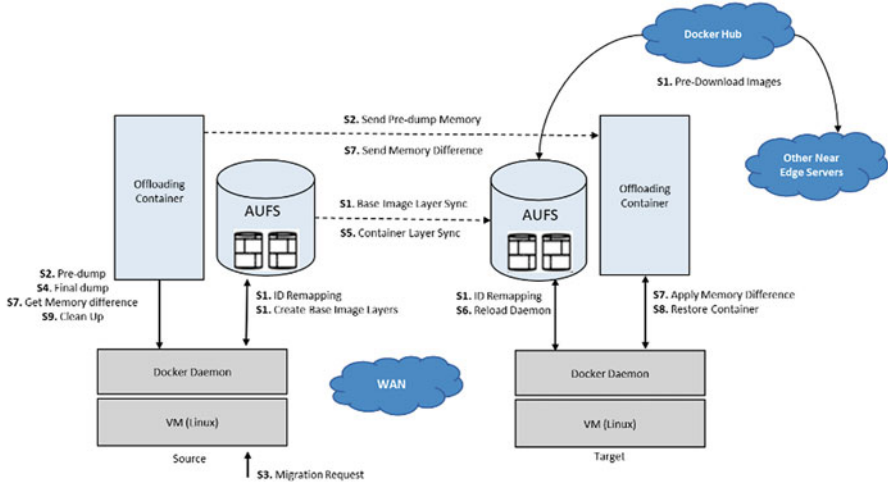 Docker Hub
S1. Pre-Download Images
Other Near
Edge Servers
S2. Send Pre-dump Memory
S7. Send Memory Difference
Offloading
Container
AUFS
S1. Base Image Layer Sync
S5. Container Layer Sync
AUFS
Offloading
Container
S2. Pre-dump
S4. Final dump
S7. Get Memory difference
S9. Clean Up
S1. ID Remapping
S1. Create Base Image Layers
S1. ID Remapping
S6. Reload Daemon
S7. Apply Memory Difference
S8. Restore Container
Docker Daemon
VM (Linux)
Source
S3. Migration Request
WAN
Docker Daemon
VM (Linux)
Target